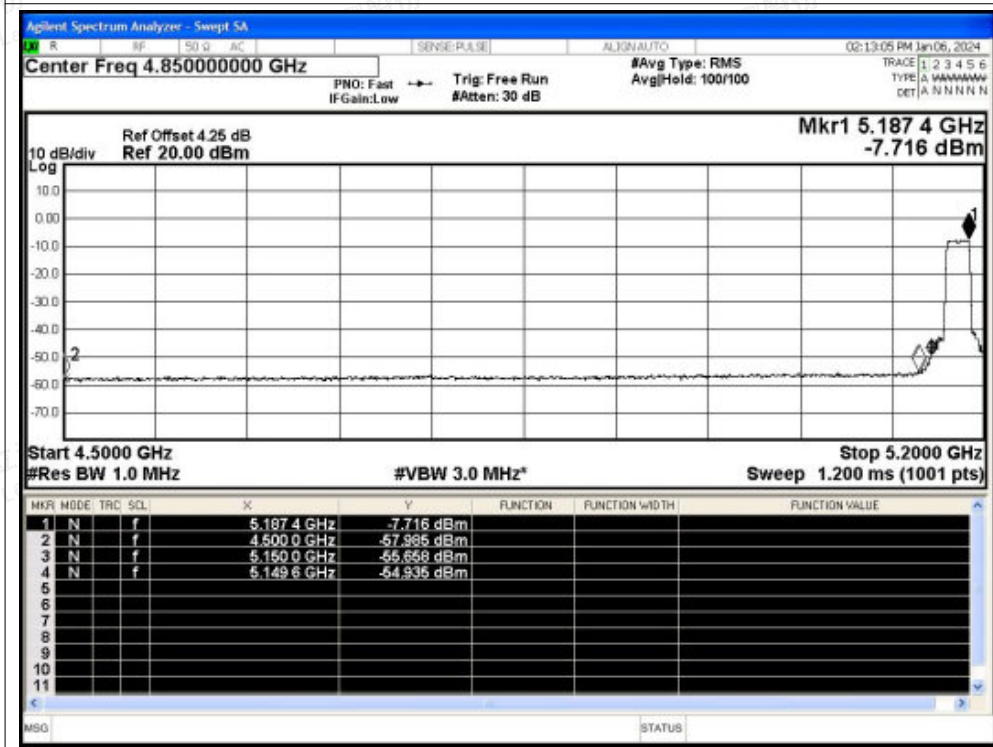 Agilent Spectrum Analyzer - Swept SA
R RF 50 Ω AC SENSE:PULSE ALIGNAUTO 02:13:05 PM Jan 06, 2024
Center Freq 4.850000000 GHz #Avg Type: RMS TRACE 1 2 3 4 5 6
PNO: Fast Trig: Free Run Avg|Hold: 100/100 TYPE A WWWWW
IFGain:Low #Atten: 30 dB DET A N N N N N
Mkr1 5.187 4 GHz
Ref Offset 4.25 dB
10 dB/div Ref 20.00 dBm -7.716 dBm
Log
10.0
0.00
-10.0
-20.0
-30.0
-40.0
-50.0
-60.0
-70.0
1
2
Start 4.5000 GHz Stop 5.2000 GHz
#Res BW 1.0 MHz #VBW 3.0 MHz* Sweep 1.200 ms (1001 pts)
MKR MODE TRC SCL X Y FUNCTION FUNCTION WIDTH FUNCTION VALUE
1 N f 5.187 4 GHz -7.716 dBm
2 N f 4.500 0 GHz -57.985 dBm
3 N f 5.150 0 GHz -55.658 dBm
4 N f 5.149 6 GHz -54.935 dBm
5
6
7
8
9
10
11
MSG STATUS